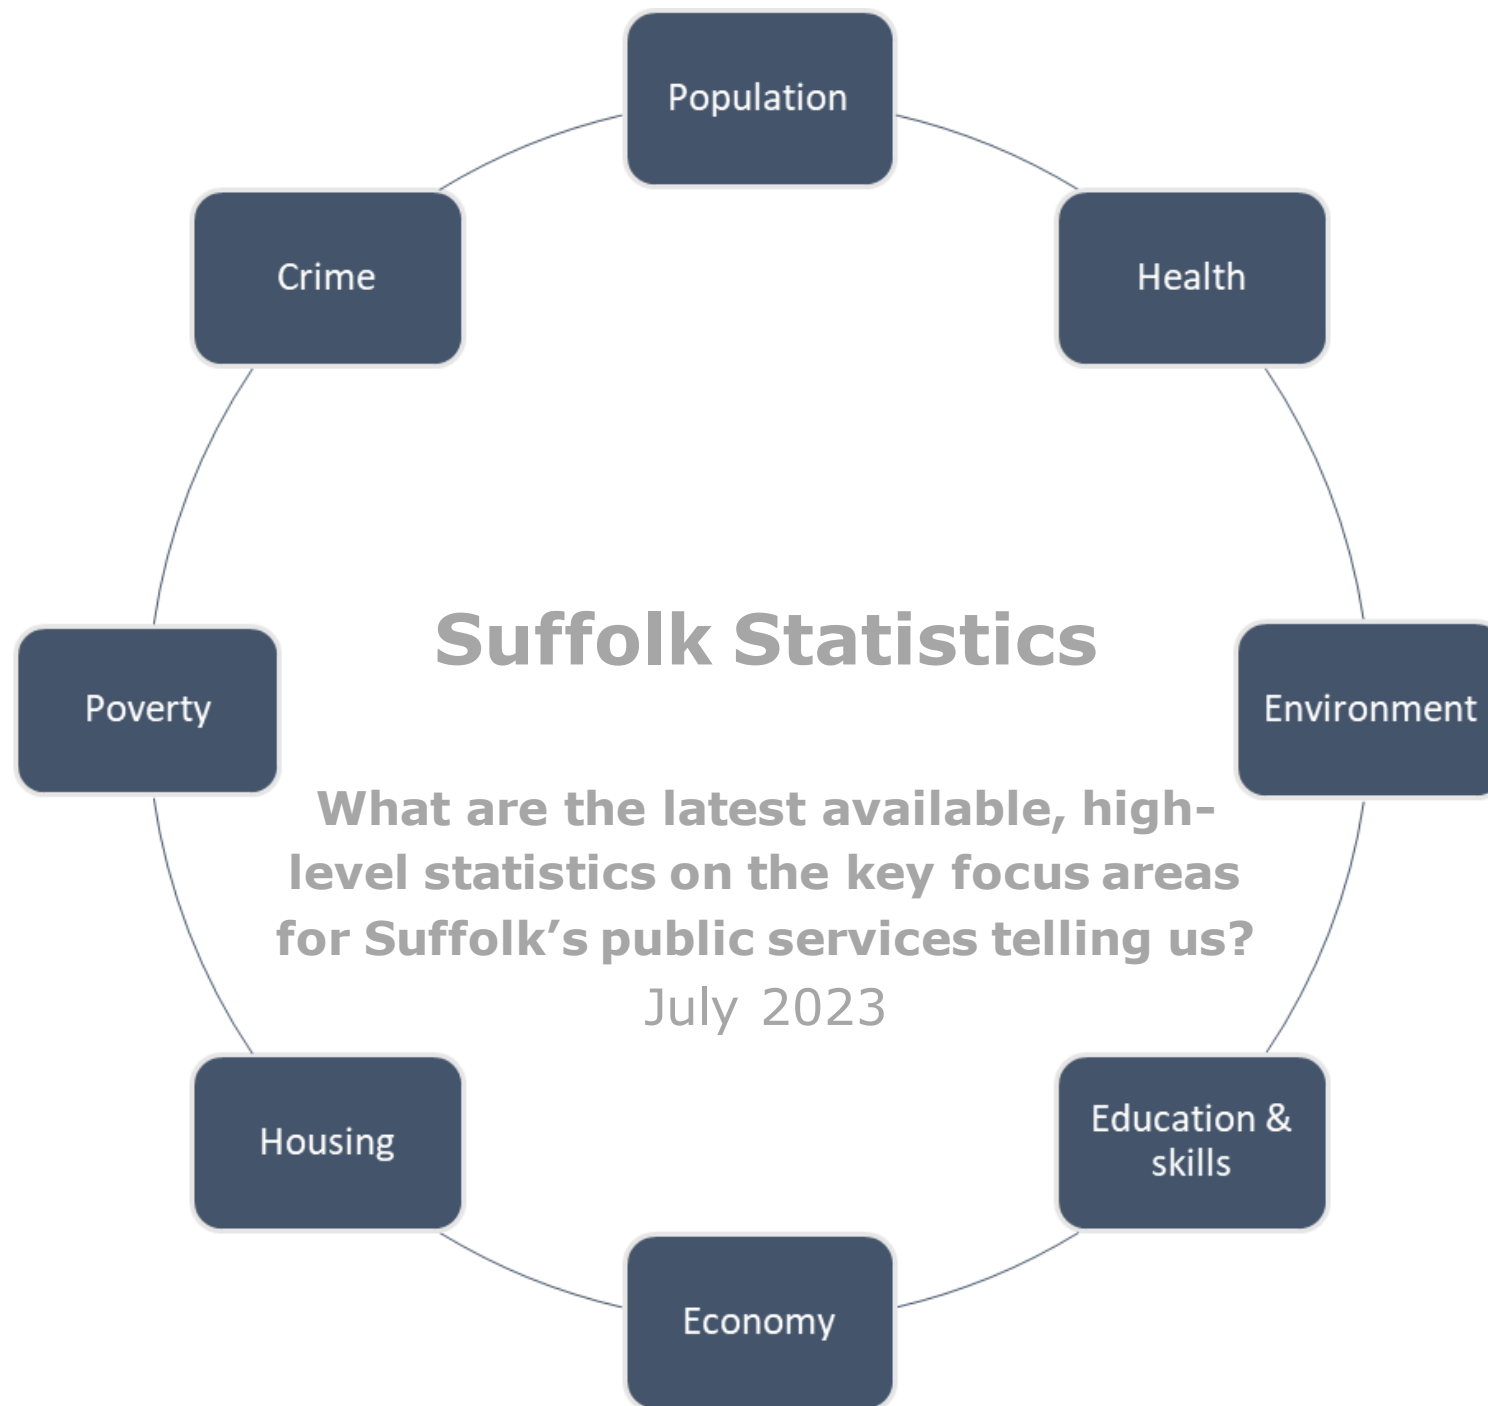 Population
Crime
Health
Suffolk Statistics
Poverty
Environment
What are the latest available, high-
level statistics on the key focus areas
for Suffolk’s public services telling us?
July 2023
Housing
Education &
skills
Economy